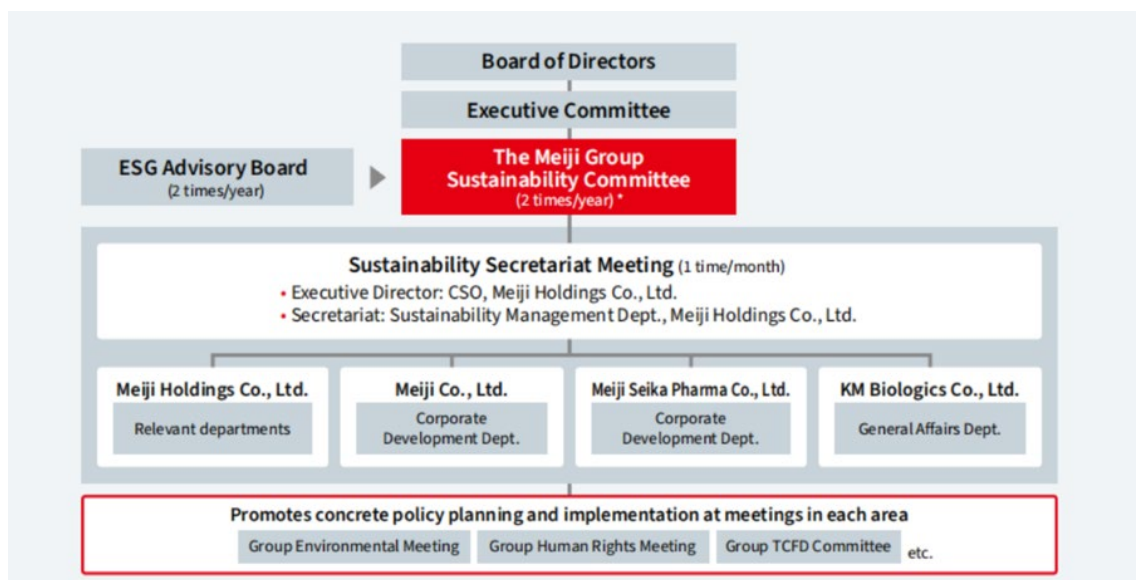 Board of Directors
Executive Committee
ESG Advisory Board
(2 times/year)
The Meiji Group
Sustainability Committee
(2 times/year) *
Sustainability Secretariat Meeting (1 time/month)
• Executive Director: CSO, Meiji Holdings Co., Ltd.
• Secretariat: Sustainability Management Dept., Meiji Holdings Co., Ltd.
Meiji Holdings Co., Ltd.
Relevant departments
Meiji Co., Ltd.
Corporate
Development Dept.
Meiji Seika Pharma Co., Ltd.
Corporate
Development Dept.
KM Biologics Co., Ltd.
General Affairs Dept.
Promotes concrete policy planning and implementation at meetings in each area
Group Environmental Meeting
Group Human Rights Meeting
Group TCFD Committee
etc.